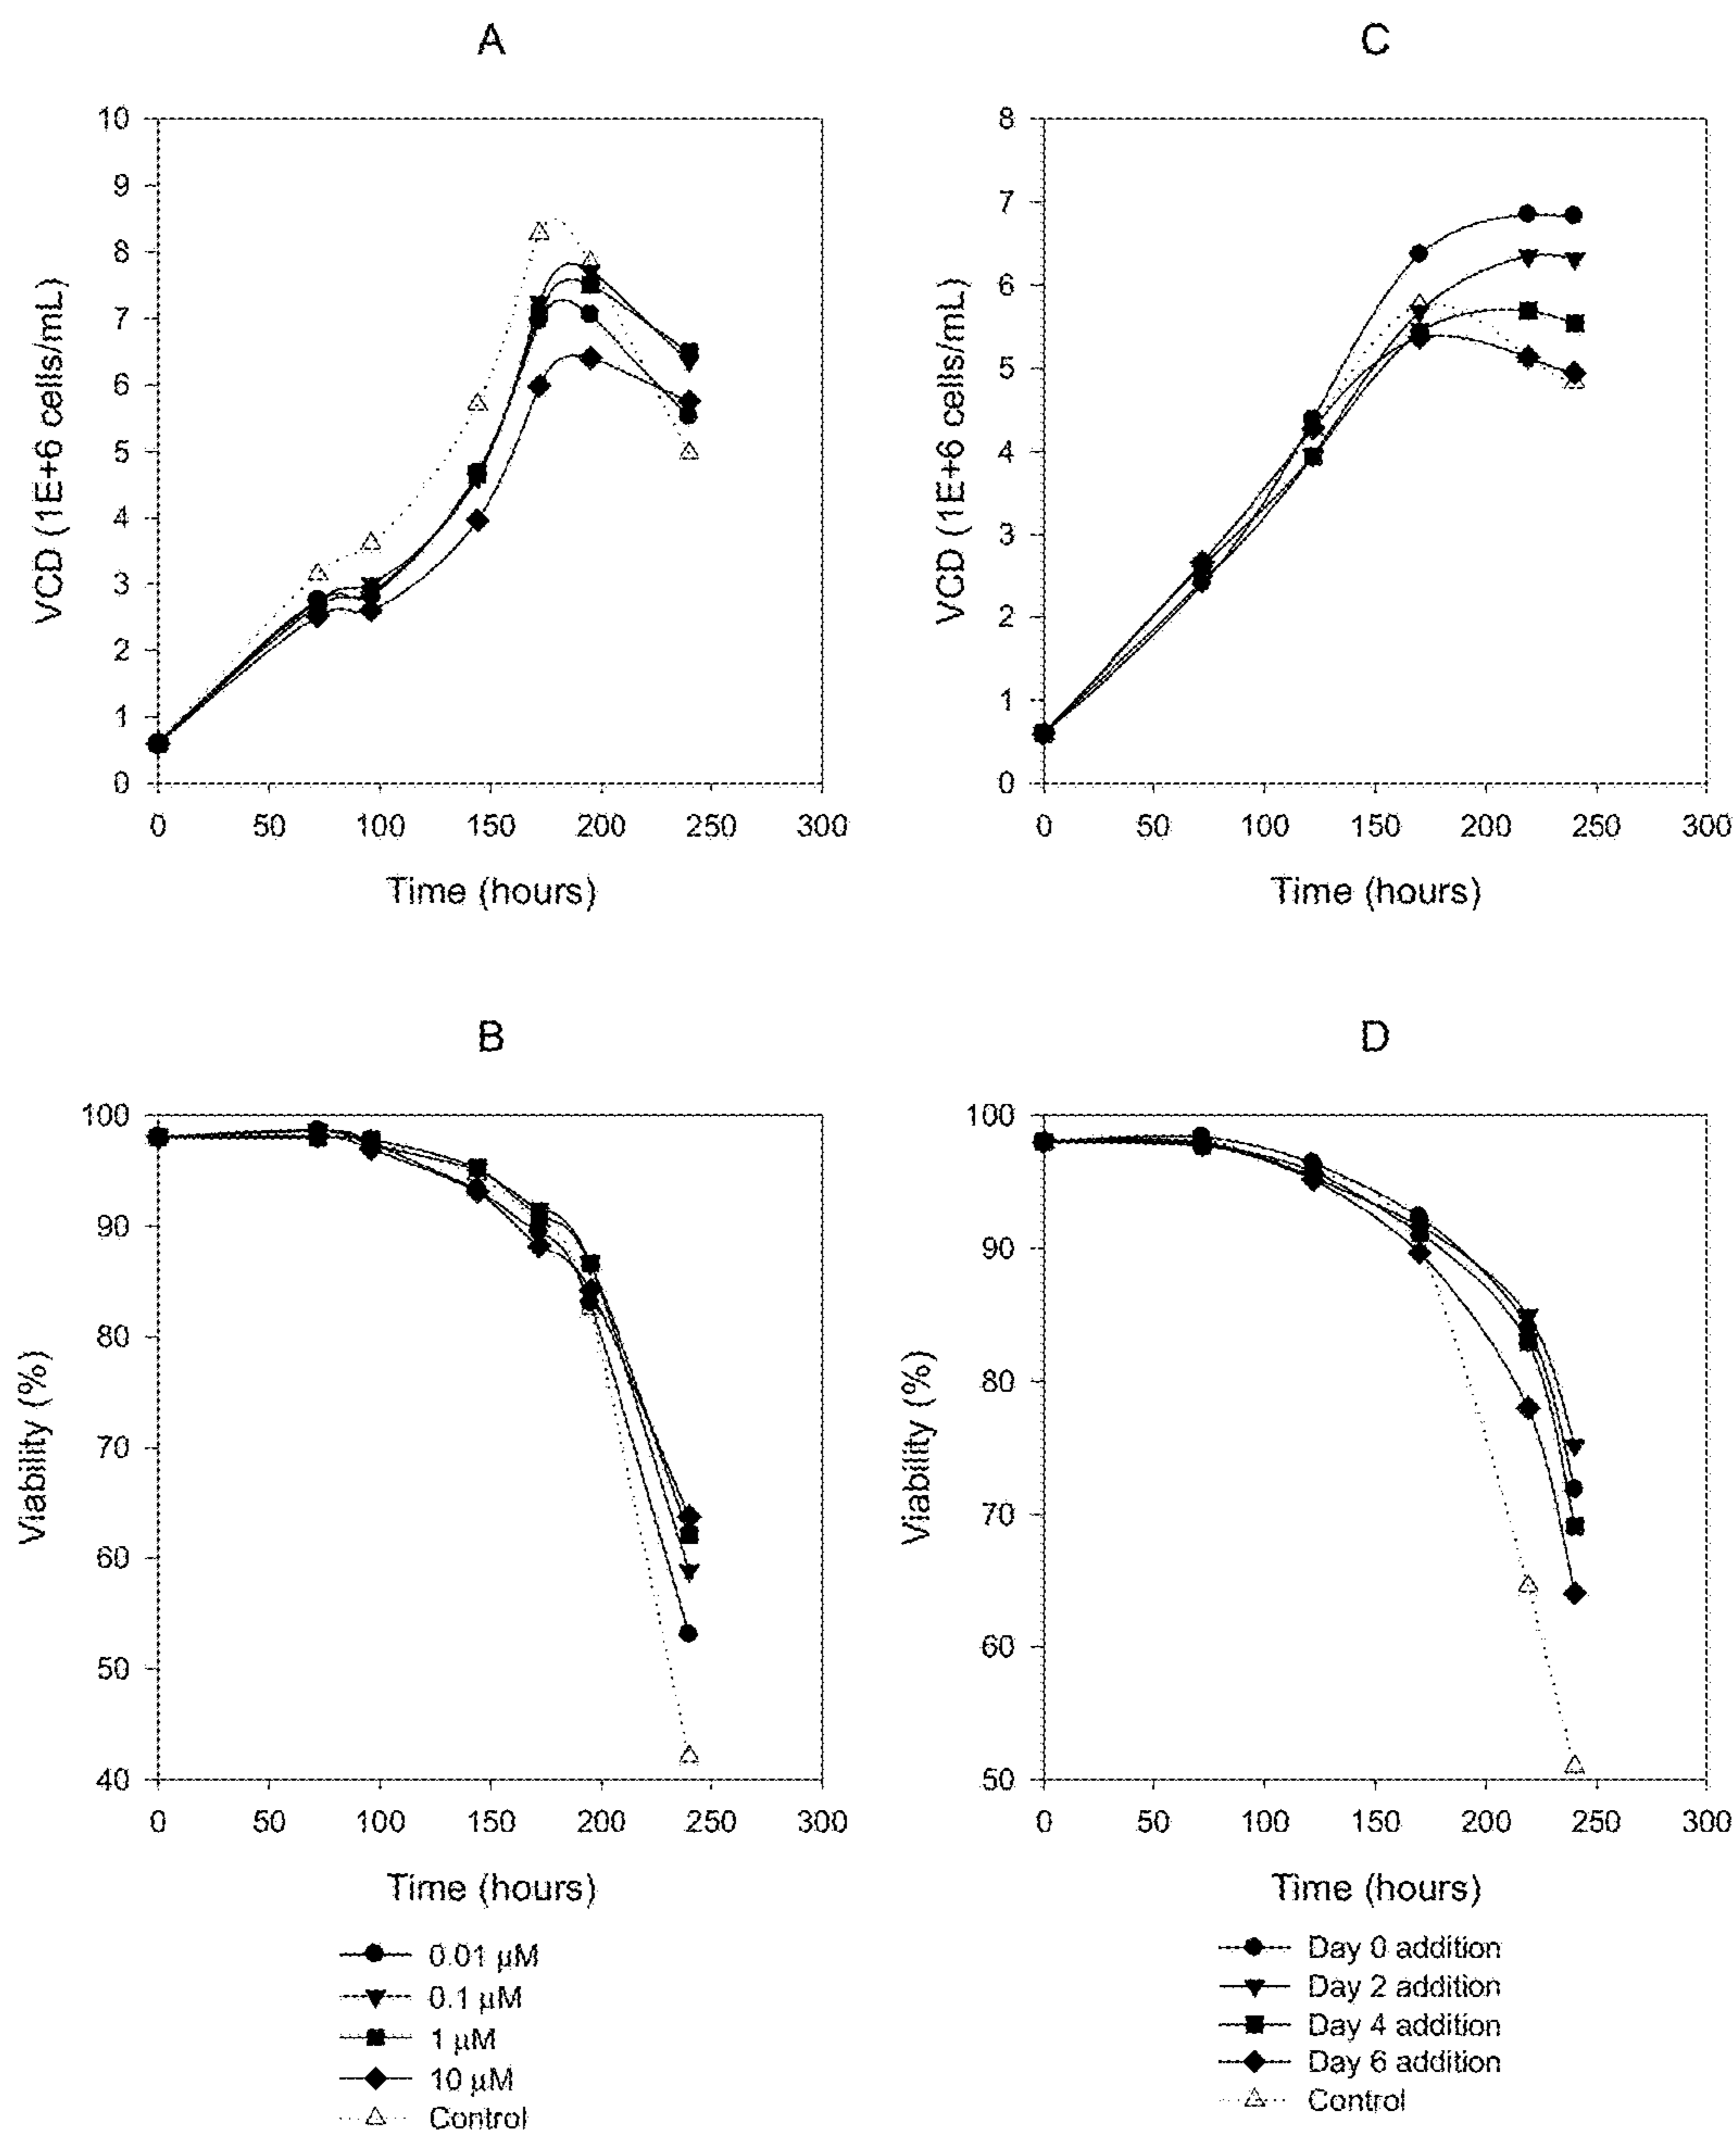 A
10
9
8
7
6
5
4
3
2
1
0
VCD (1E+6 cells/mL)
0 50 100 150 200 250 300
Time (hours)
C
8
7
6
5
4
3
2
1
0
VCD (1E+6 cells/mL)
0 50 100 150 200 250 300
Time (hours)
B
100
90
80
70
60
50
40
Viability (%)
0 50 100 150 200 250 300
Time (hours)
0.01 µM
0.1 µM
1 µM
10 µM
Control
D
100
90
80
70
60
50
Viability (%)
0 50 100 150 200 250 300
Time (hours)
Day 0 addition
Day 2 addition
Day 4 addition
Day 6 addition
Control